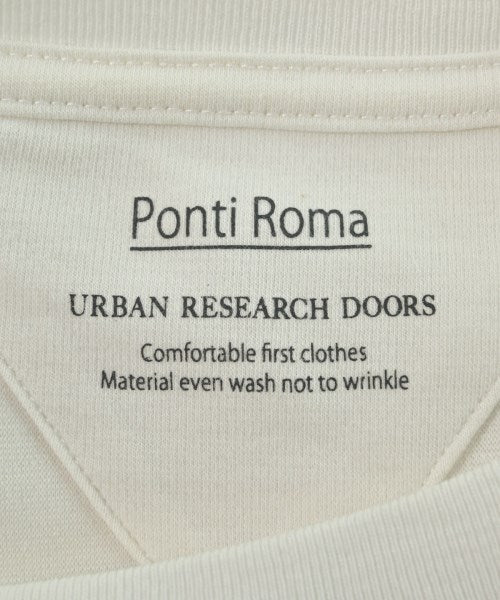 Ponti Roma
URBAN RESEARCH DOORS
Comfortable first clothes
Material even wash not to wrinkle